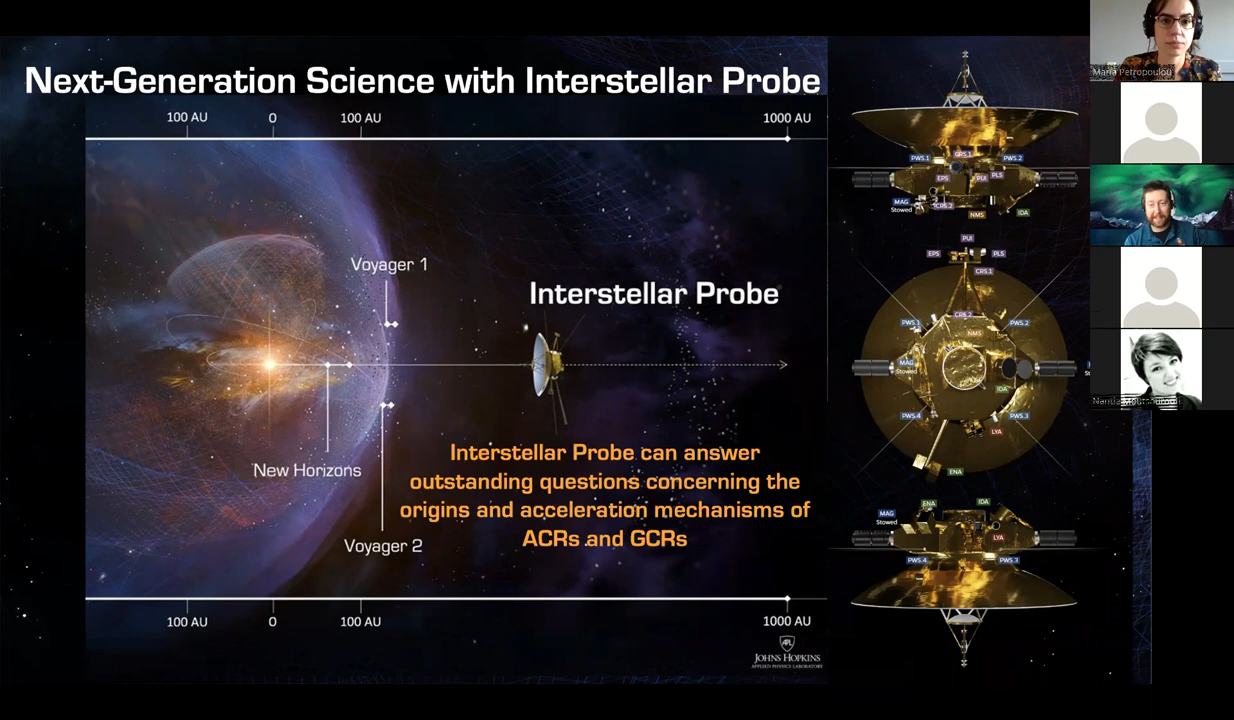 Next-Generation Science with Interstellar Probe
100 AU 0 100 AU 1000 AU
Voyager 1
Interstellar Probe
New Horizons
Voyager 2
Interstellar Probe can answer
outstanding questions concerning the
origins and acceleration mechanisms of
ACRs and GCRs
100 AU 0 100 AU 1000 AU
APL
JOHNS HOPKINS
APPLIED PHYSICS LABORATORY
PWS.1 CRS.1 PWS.2
EPS PUI PLS
MAG
Stowed
CRS.2
NMS IDA
PUI
EPS PLS
CRS.1
CRS.2
PWS.1 PWS.2
NMS
MAG
Stowed
IDA
PWS.4 PWS.3
LYA
ENA
ENA IDA
MAG
Stowed
LYA
PWS.4 PWS.3
Maria Petropoulou